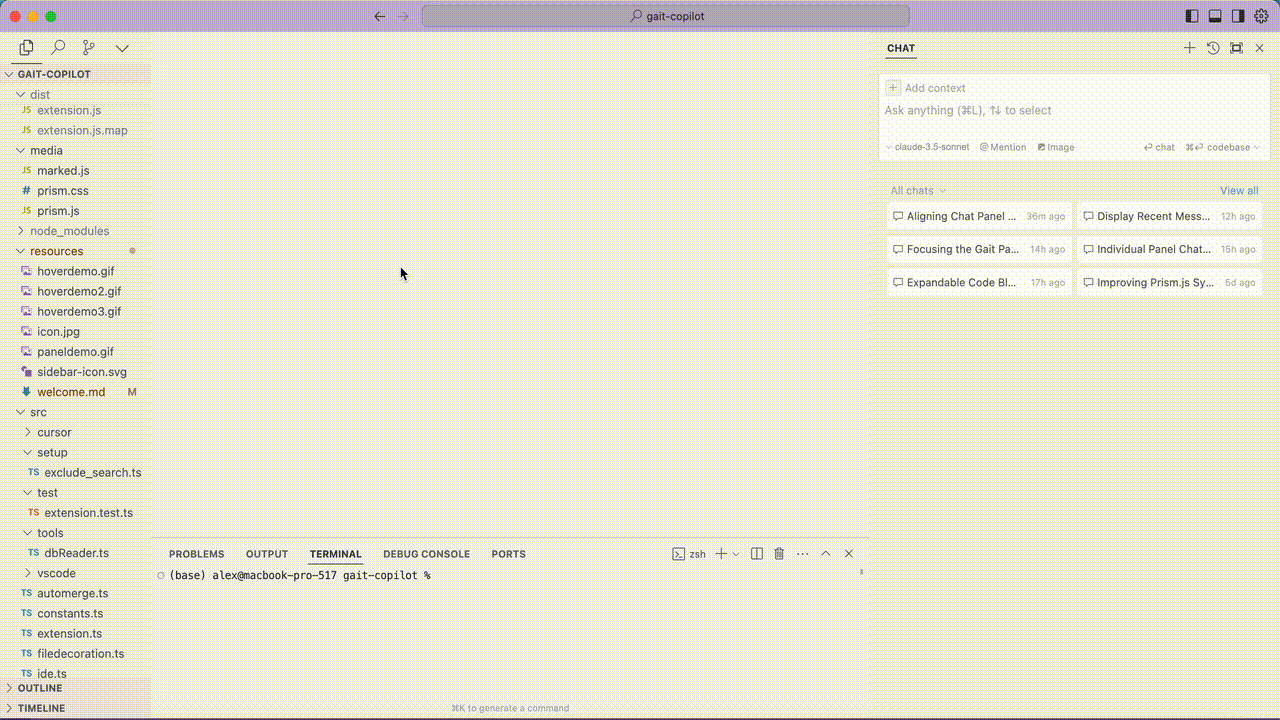 gait-copilot
GAIT-COPILOT
dist
JS extension.js
JS extension.js.map
media
JS marked.js
# prism.css
JS prism.js
node_modules
resources
hoverdemo.gif
hoverdemo2.gif
hoverdemo3.gif
icon.jpg
paneldemo.gif
sidebar-icon.svg
welcome.md M
src
cursor
setup
TS exclude_search.ts
test
TS extension.test.ts
tools
TS dbReader.ts
vscode
TS automerge.ts
TS constants.ts
TS extension.ts
TS filedecoration.ts
TS ide.ts
OUTLINE
TIMELINE
PROBLEMS OUTPUT TERMINAL DEBUG CONSOLE PORTS zsh
(base) alex@macbook-pro-517 gait-copilot %
⌘K to generate a command
CHAT
+ Add context
Ask anything (⌘L), ⇅ to select
claude-3.5-sonnet @ Mention Image ⏎ chat ⌘⏎ codebase
All chats View all
Aligning Chat Panel ... 36m ago Display Recent Mess... 12h ago
Focusing the Gait Pa... 14h ago Individual Panel Chat... 15h ago
Expandable Code Bl... 17h ago Improving Prism.js Sy... 5d ago